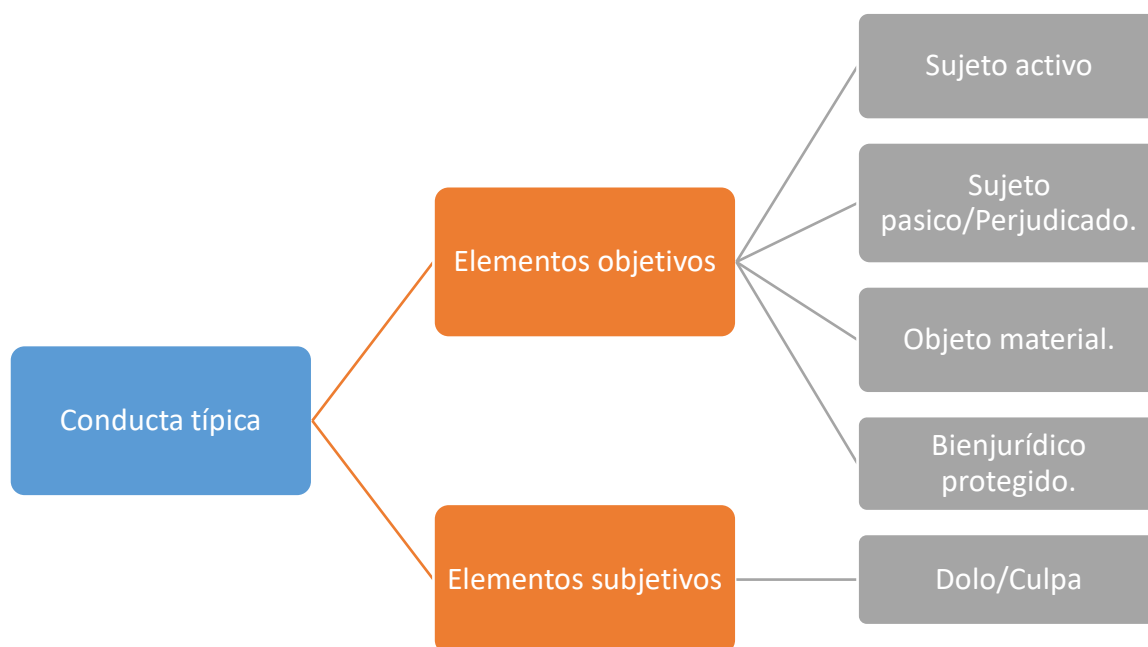 Sujeto activo
Sujeto
pasico/Perjudicado.
Elementos objetivos
Objeto material.
Conducta típica
Bienjurídico
protegido.
Elementos subjetivos
Dolo/Culpa